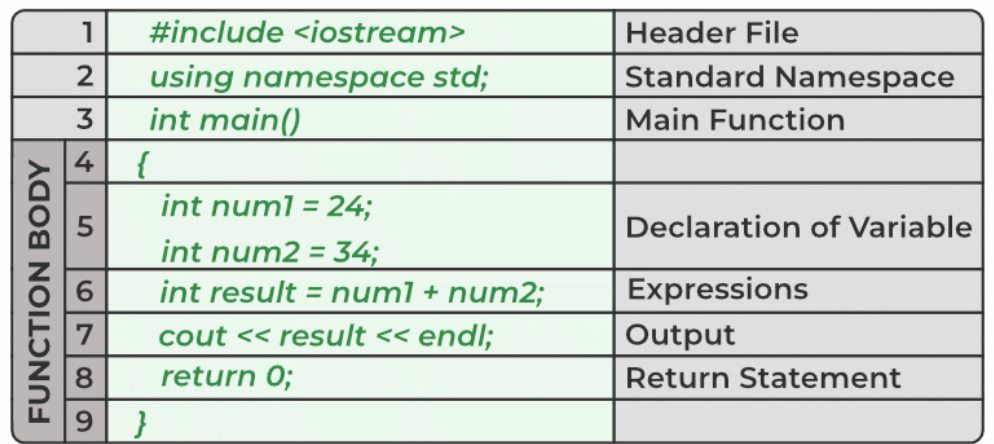 1 #include <iostream> Header File
2 using namespace std; Standard Namespace
3 int main() Main Function
FUNCTION BODY
4 {
5 int num1 = 24; Declaration of Variable
int num2 = 34;
6 int result = num1 + num2; Expressions
7 cout << result << endl; Output
8 return 0; Return Statement
9 }